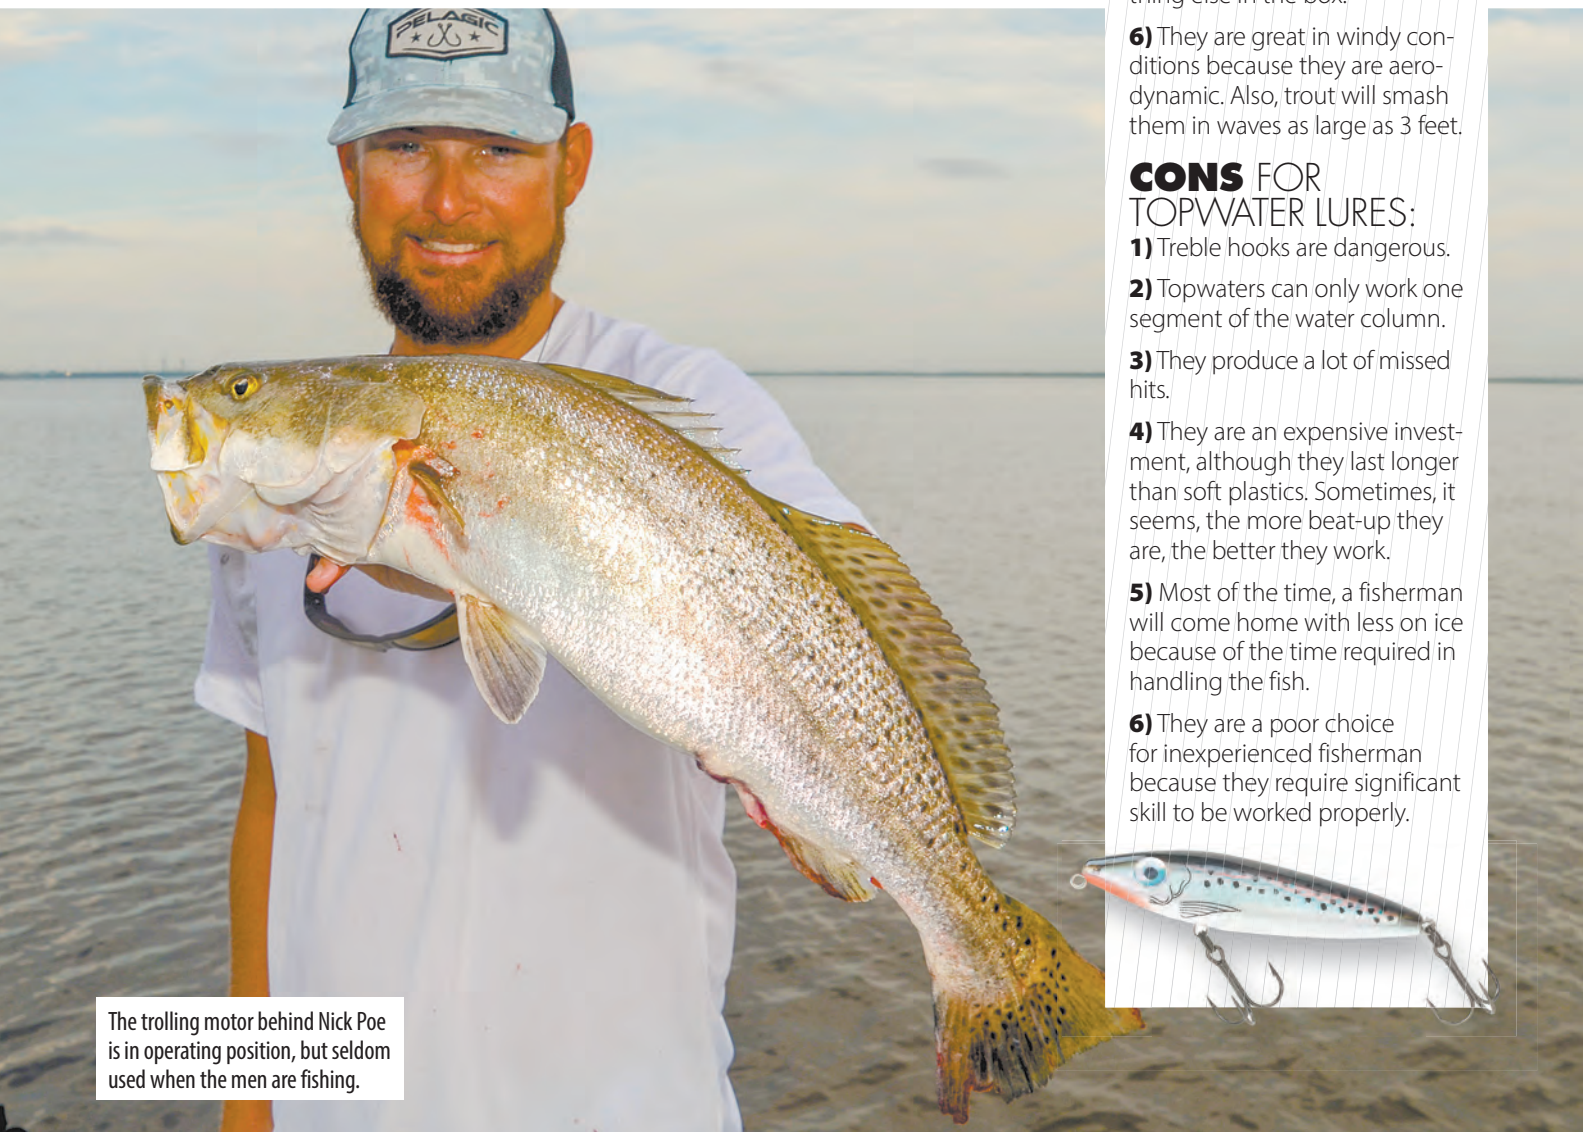 PELAGIC
thing else in the box.
6) They are great in windy con-
ditions because they are aero-
dynamic. Also, trout will smash
them in waves as large as 3 feet.
CONS FOR
TOPWATER LURES:
1) Treble hooks are dangerous.
2) Topwaters can only work one
segment of the water column.
3) They produce a lot of missed
hits.
4) They are an expensive invest-
ment, although they last longer
than soft plastics. Sometimes, it
seems, the more beat-up they
are, the better they work.
5) Most of the time, a fisherman
will come home with less on ice
because of the time required in
handling the fish.
6) They are a poor choice
for inexperienced fisherman
because they require significant
skill to be worked properly.
The trolling motor behind Nick Poe
is in operating position, but seldom
used when the men are fishing.